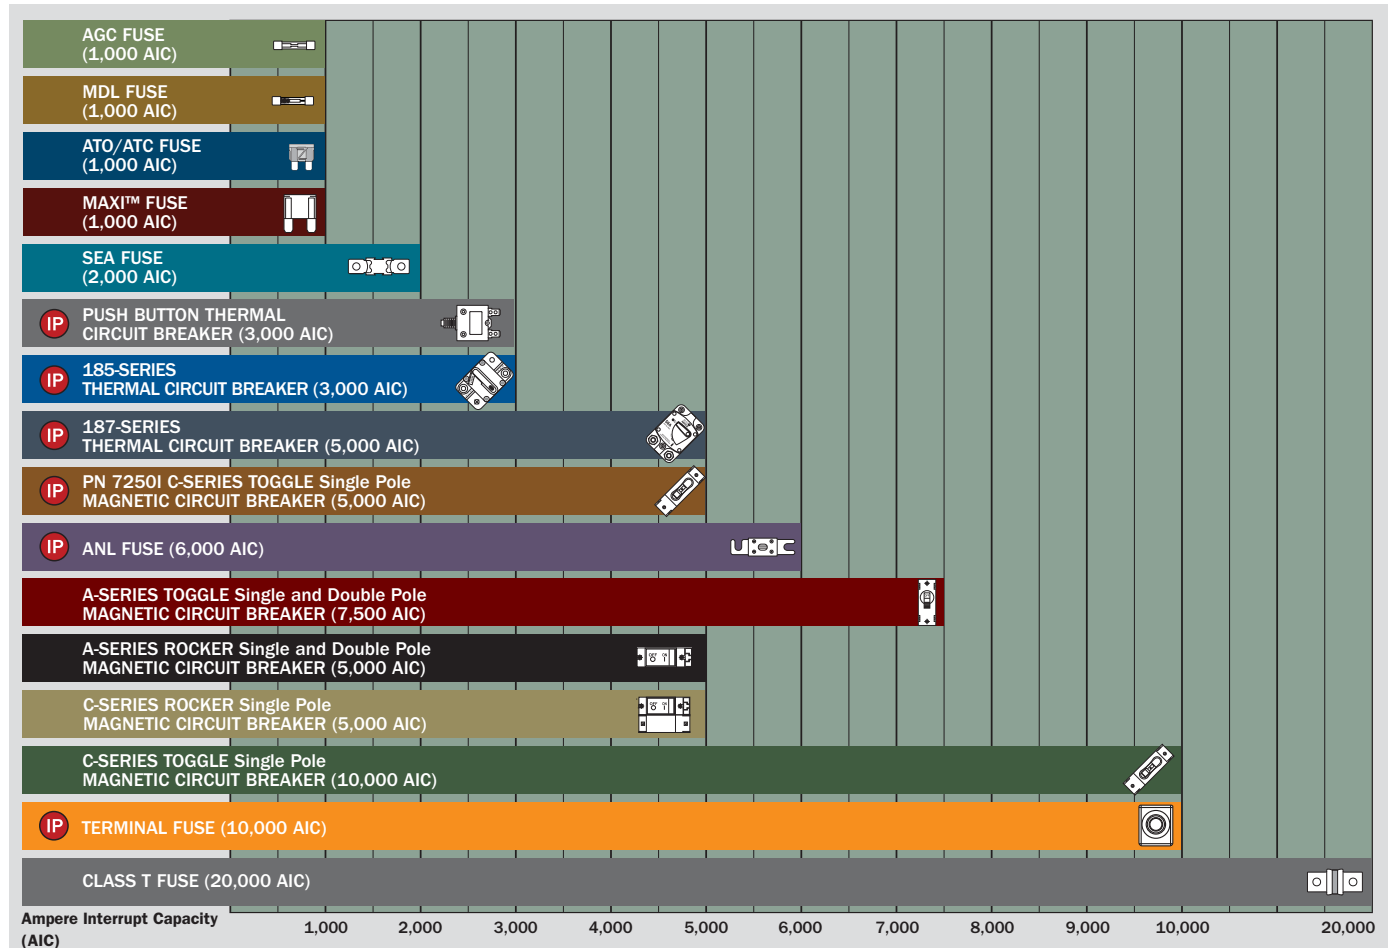 AGC FUSE
(1,000 AIC)
MDL FUSE
(1,000 AIC)
ATO/ATC FUSE
(1,000 AIC)
MAXI™ FUSE
(1,000 AIC)
SEA FUSE
(2,000 AIC)
IP
PUSH BUTTON THERMAL
CIRCUIT BREAKER (3,000 AIC)
IP
185-SERIES
THERMAL CIRCUIT BREAKER (3,000 AIC)
IP
187-SERIES
THERMAL CIRCUIT BREAKER (5,000 AIC)
IP
PN 7250I C-SERIES TOGGLE Single Pole
MAGNETIC CIRCUIT BREAKER (5,000 AIC)
IP
ANL FUSE (6,000 AIC)
A-SERIES TOGGLE Single and Double Pole
MAGNETIC CIRCUIT BREAKER (7,500 AIC)
A-SERIES ROCKER Single and Double Pole
MAGNETIC CIRCUIT BREAKER (5,000 AIC)
OFF ON
O I
C-SERIES ROCKER Single Pole
MAGNETIC CIRCUIT BREAKER (5,000 AIC)
OFF ON
O I
C-SERIES TOGGLE Single Pole
MAGNETIC CIRCUIT BREAKER (10,000 AIC)
IP
TERMINAL FUSE (10,000 AIC)
CLASS T FUSE (20,000 AIC)
Ampere Interrupt Capacity
(AIC)
1,000 2,000 3,000 4,000 5,000 6,000 7,000 8,000 9,000 10,000 20,000